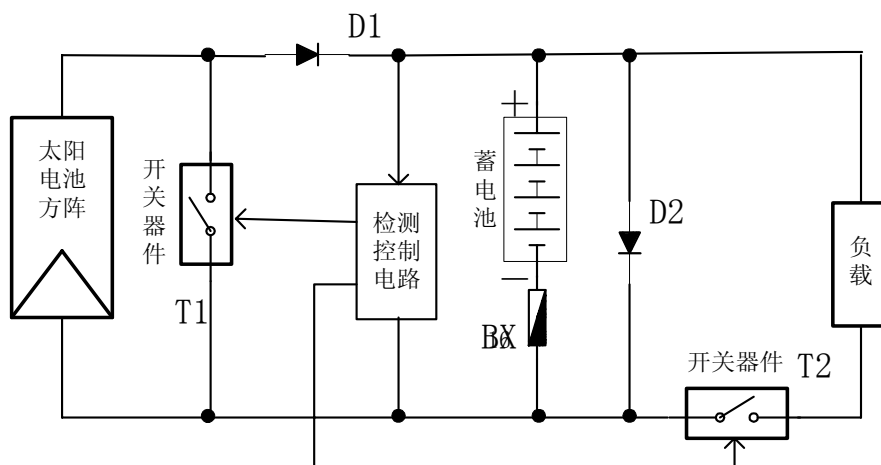 D1
太阳
电池
方阵
开
关
器
件
T1
检测
控制
电路
蓄
电
池
+
−
BX
D2
负
载
开关器件 T2